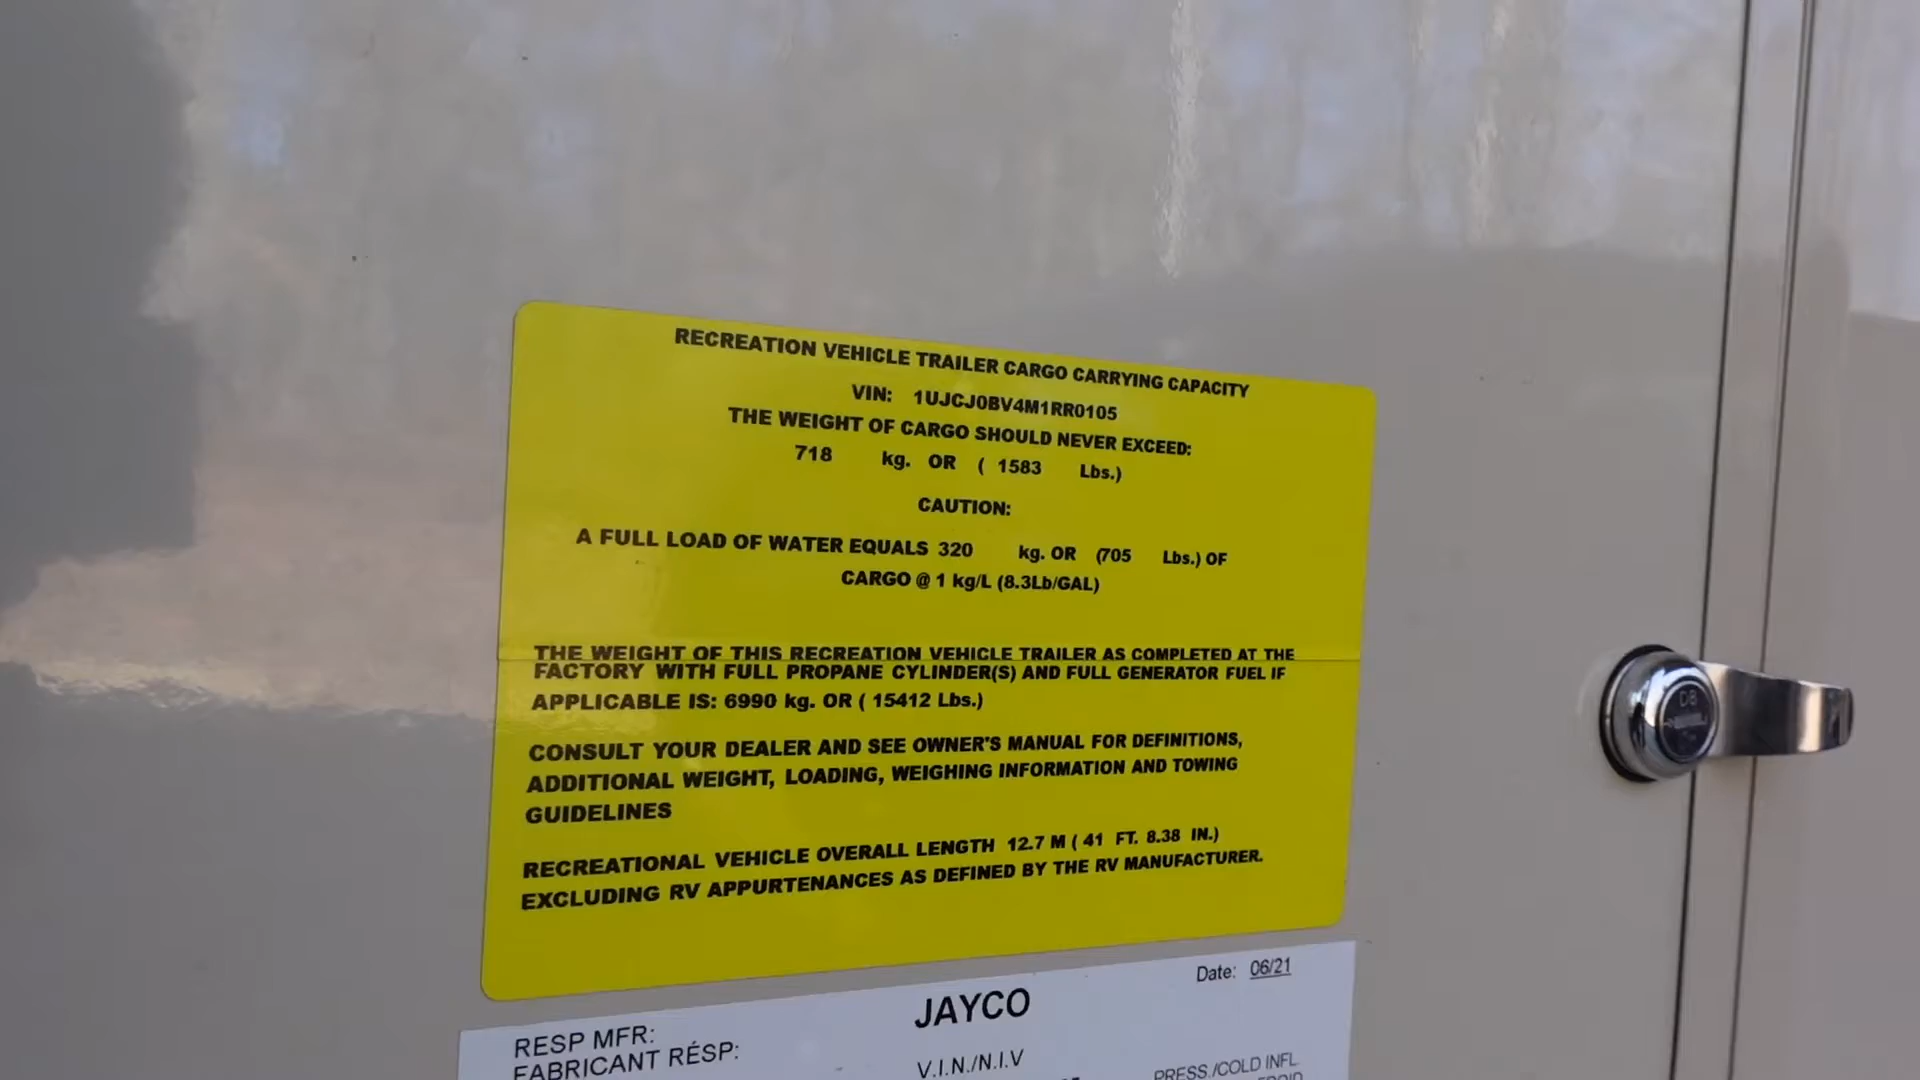 RECREATION VEHICLE TRAILER CARGO CARRYING CAPACITY
VIN: 1UJCJ0BV4M1RR0105
THE WEIGHT OF CARGO SHOULD NEVER EXCEED:
718 kg. OR ( 1583 Lbs.)
CAUTION:
A FULL LOAD OF WATER EQUALS 320 kg. OR (705 Lbs.) OF
CARGO @ 1 kg/L (8.3Lb/GAL)
THE WEIGHT OF THIS RECREATION VEHICLE TRAILER AS COMPLETED AT THE
FACTORY WITH FULL PROPANE CYLINDER(S) AND FULL GENERATOR FUEL IF
APPLICABLE IS: 6990 kg. OR ( 15412 Lbs.)
CONSULT YOUR DEALER AND SEE OWNER'S MANUAL FOR DEFINITIONS,
ADDITIONAL WEIGHT, LOADING, WEIGHING INFORMATION AND TOWING
GUIDELINES
RECREATIONAL VEHICLE OVERALL LENGTH 12.7 M ( 41 FT. 8.38 IN.)
EXCLUDING RV APPURTENANCES AS DEFINED BY THE RV MANUFACTURER.
Date: 06/21
JAYCO
RESP MFR:
FABRICANT RÉSP:
V.I.N./N.I.V
PRESS./COLD INFL